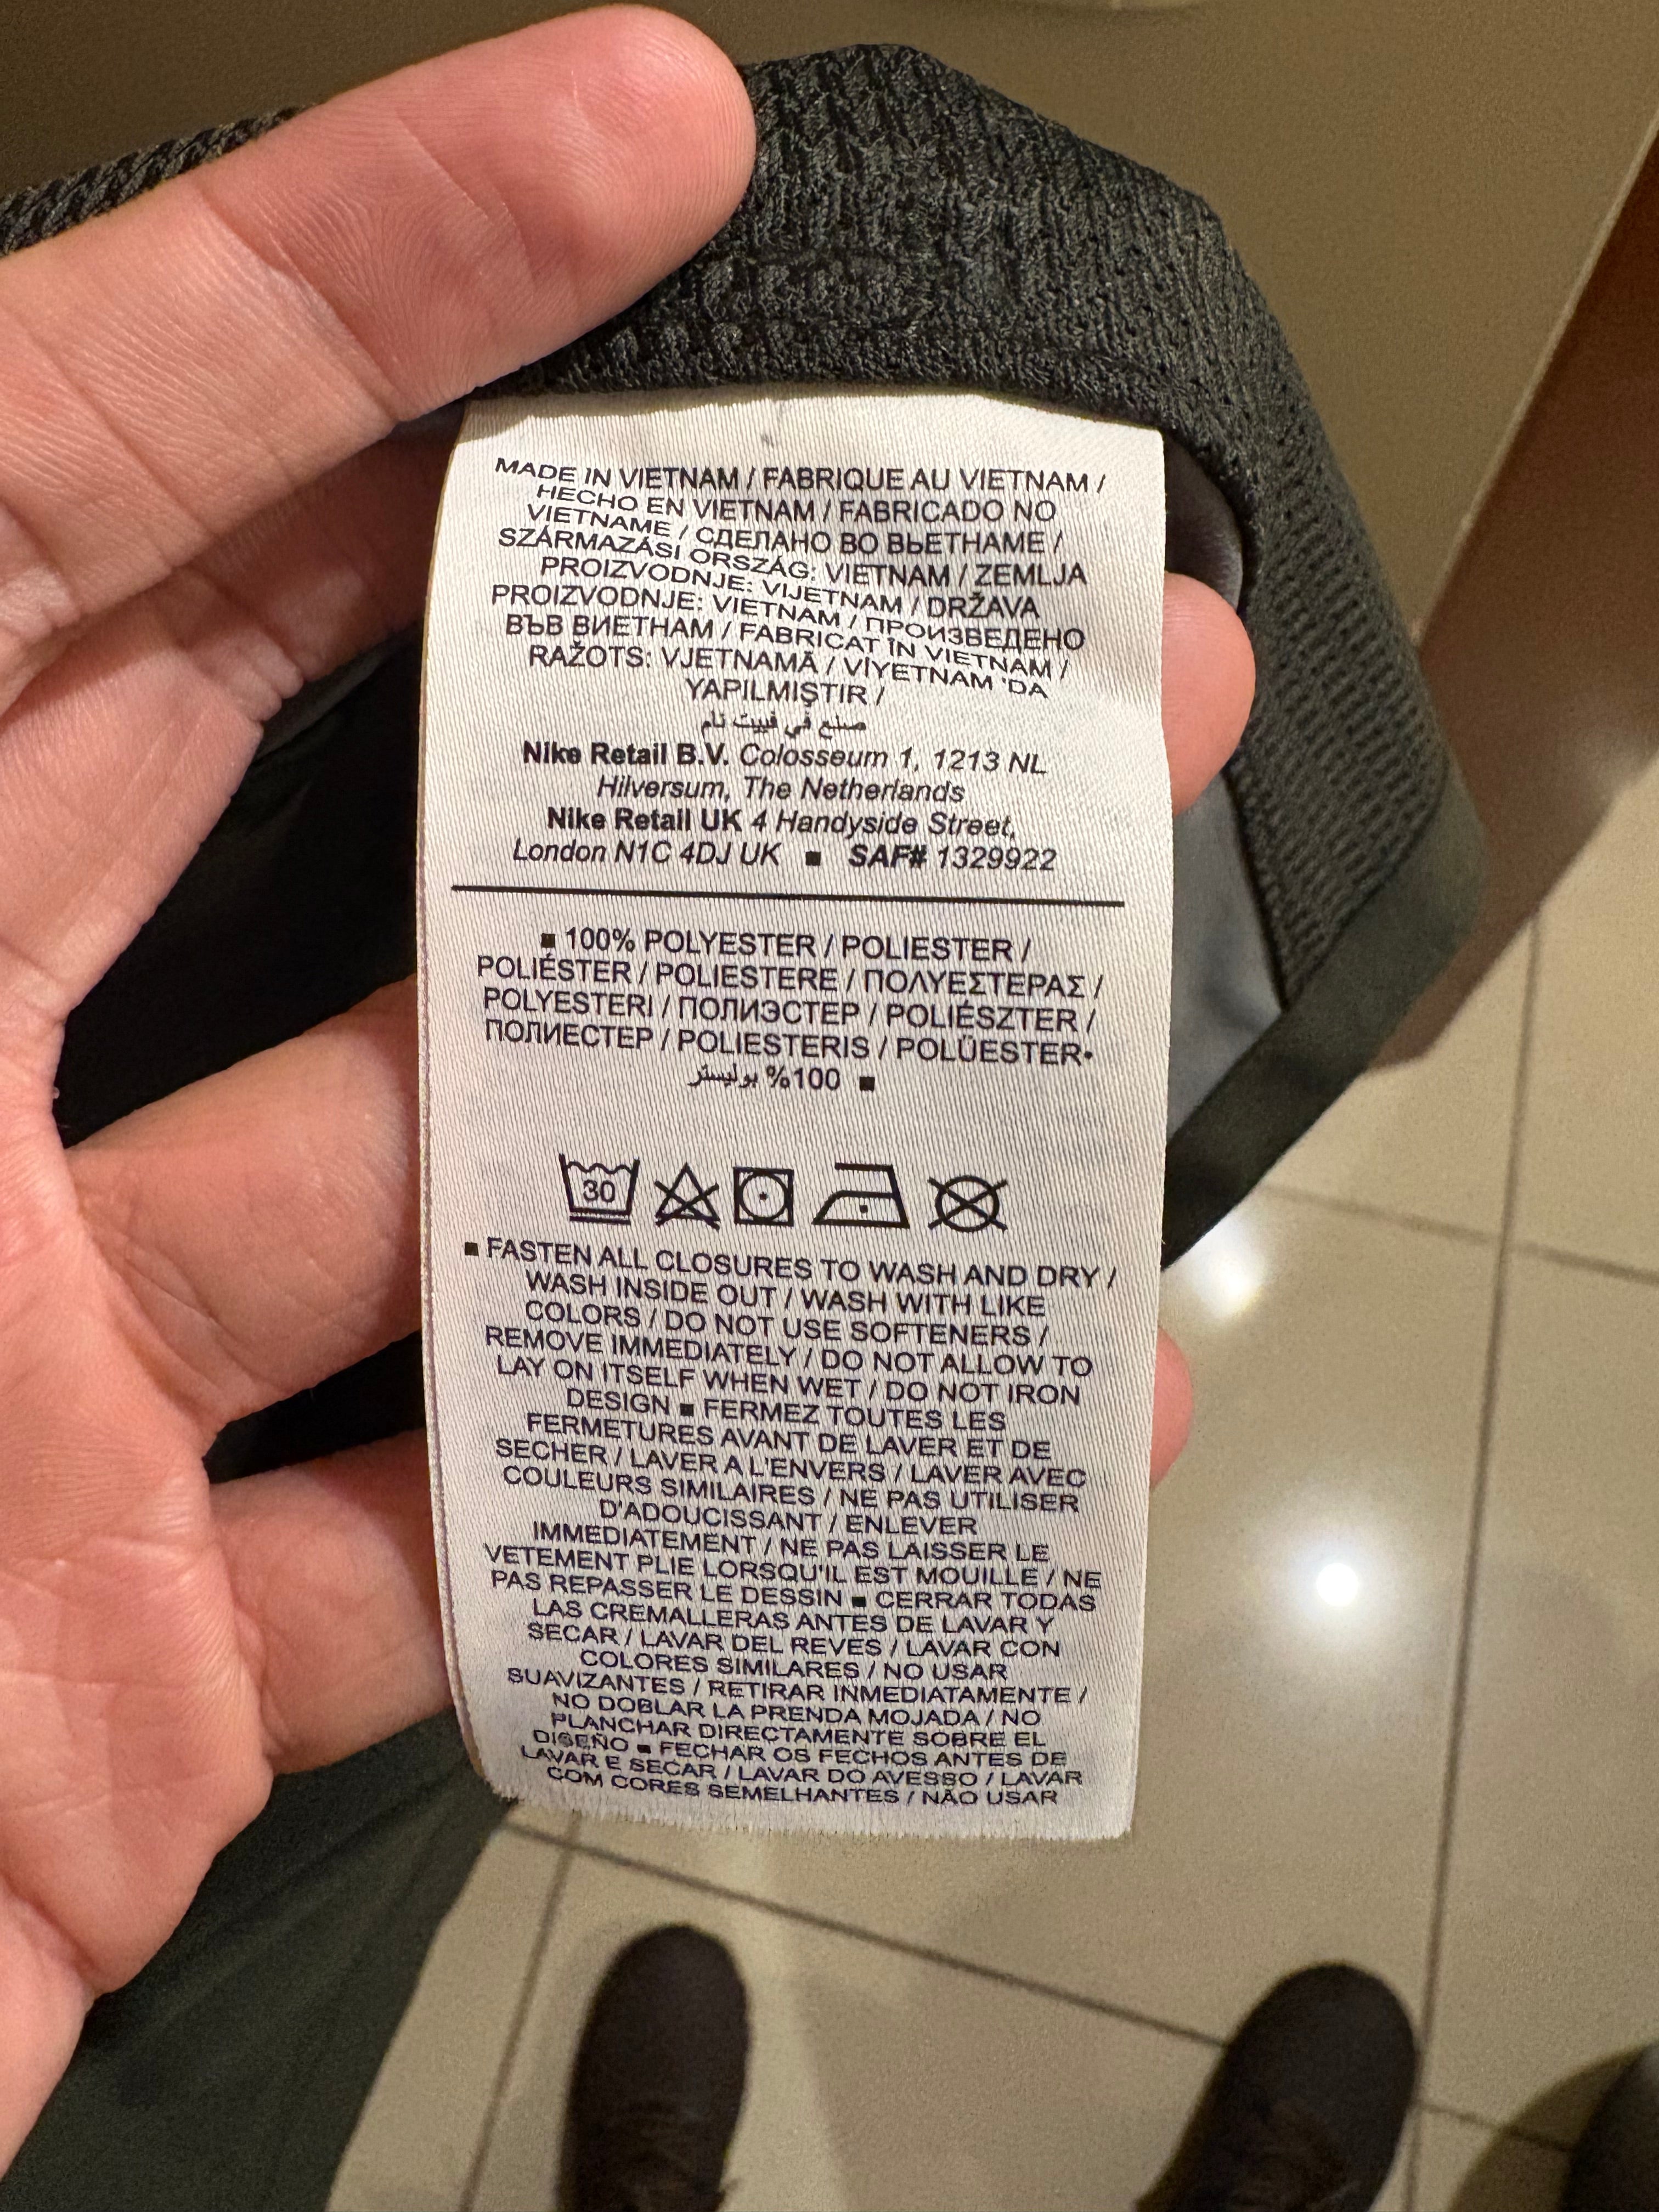 MADE IN VIETNAM / FABRIQUE AU VIETNAM /
HECHO EN VIETNAM / FABRICADO NO
VIETNAME / СДЕЛАНО ВО ВЬЕТНАМЕ /
SZÁRMAZÁSI ORSZÁG: VIETNAM / ZEMLJA
PROIZVODNJE: VIJETNAM / DRŽAVA
PROIZVODNJE: VIETNAM / ПРОИЗВЕДЕНО
ВЪВ ВИЕТНАМ / FABRICAT ÎN VIETNAM /
RAŽOTS: VJETNAMĀ / VİYETNAM 'DA
YAPILMIŞTIR /
صنع في فييت نام
Nike Retail B.V. Colosseum 1, 1213 NL
Hilversum, The Netherlands
Nike Retail UK 4 Handyside Street,
London N1C 4DJ UK ■ SAF# 1329922
■ 100% POLYESTER / POLIESTER /
POLIÉSTER / POLIESTERE / ΠΟΛΥΕΣΤΕΡΑΣ /
POLYESTERI / ПОЛИЭСТЕР / POLIÉSZTER /
ПОЛИЕСТЕР / POLIESTERIS / POLÜESTER•
100% بوليستر ■
30
■ FASTEN ALL CLOSURES TO WASH AND DRY /
WASH INSIDE OUT / WASH WITH LIKE
COLORS / DO NOT USE SOFTENERS /
REMOVE IMMEDIATELY / DO NOT ALLOW TO
LAY ON ITSELF WHEN WET / DO NOT IRON
DESIGN ■ FERMEZ TOUTES LES
FERMETURES AVANT DE LAVER ET DE
SECHER / LAVER A L'ENVERS / LAVER AVEC
COULEURS SIMILAIRES / NE PAS UTILISER
D'ADOUCISSANT / ENLEVER
IMMEDIATEMENT / NE PAS LAISSER LE
VETEMENT PLIE LORSQU'IL EST MOUILLE / NE
PAS REPASSER LE DESSIN ■ CERRAR TODAS
LAS CREMALLERAS ANTES DE LAVAR Y
SECAR / LAVAR DEL REVES / LAVAR CON
COLORES SIMILARES / NO USAR
SUAVIZANTES / RETIRAR INMEDIATAMENTE /
NO DOBLAR LA PRENDA MOJADA / NO
PLANCHAR DIRECTAMENTE SOBRE EL
DISEÑO ■ FECHAR OS FECHOS ANTES DE
LAVAR E SECAR / LAVAR DO AVESSO / LAVAR
COM CORES SEMELHANTES / NÃO USAR